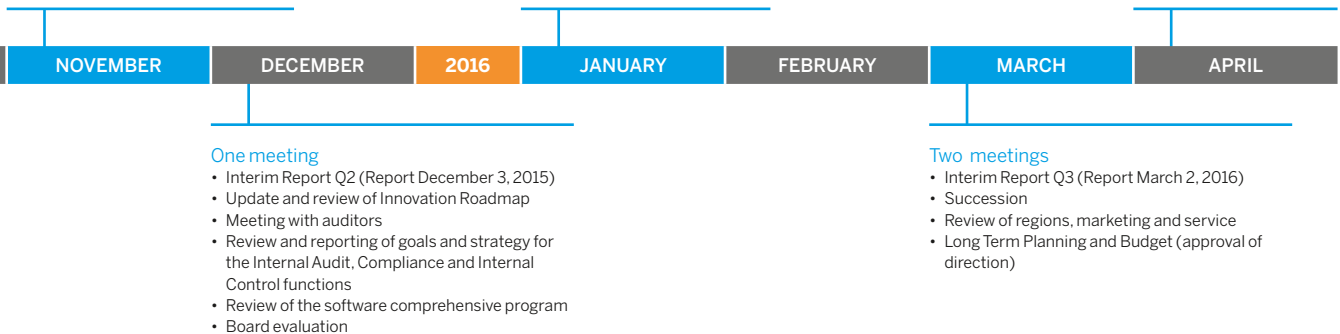 NOVEMBER
DECEMBER
2016
JANUARY
FEBRUARY
MARCH
APRIL
One meeting
• Interim Report Q2 (Report December 3, 2015)
• Update and review of Innovation Roadmap
• Meeting with auditors
• Review and reporting of goals and strategy for
the Internal Audit, Compliance and Internal
Control functions
• Review of the software comprehensive program
• Board evaluation
Two meetings
• Interim Report Q3 (Report March 2, 2016)
• Succession
• Review of regions, marketing and service
• Long Term Planning and Budget (approval of
direction)